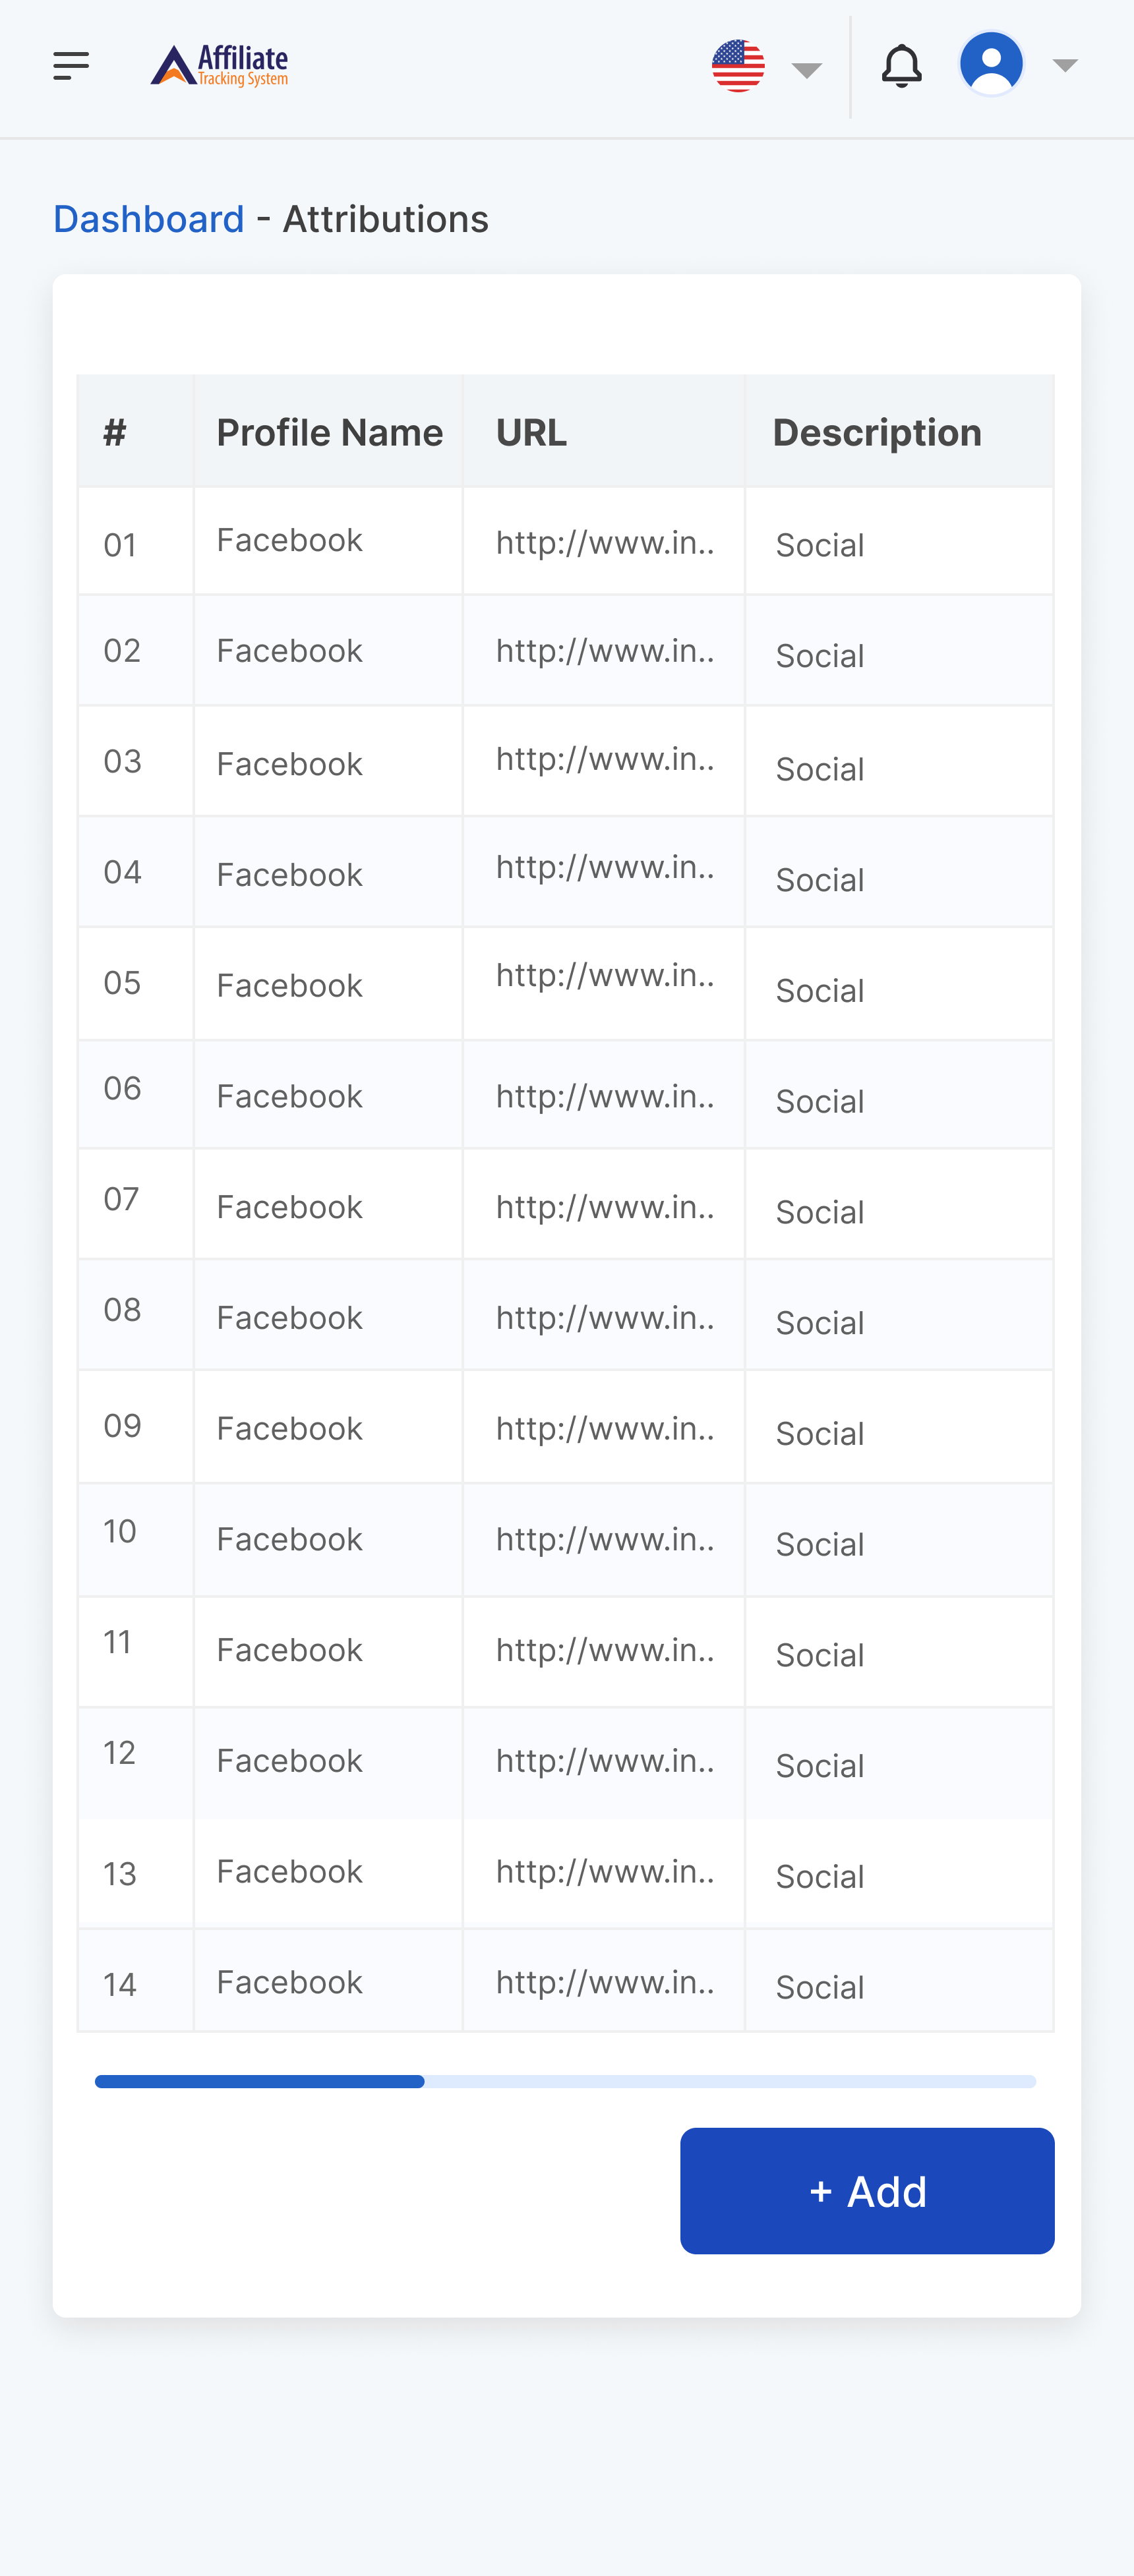 Affiliate
Tracking System
Dashboard - Attributions
# Profile Name URL Description
01 Facebook http://www.in.. Social
02 Facebook http://www.in.. Social
03 Facebook http://www.in.. Social
04 Facebook http://www.in.. Social
05 Facebook http://www.in.. Social
06 Facebook http://www.in.. Social
07 Facebook http://www.in.. Social
08 Facebook http://www.in.. Social
09 Facebook http://www.in.. Social
10 Facebook http://www.in.. Social
11 Facebook http://www.in.. Social
12 Facebook http://www.in.. Social
13 Facebook http://www.in.. Social
14 Facebook http://www.in.. Social
+ Add